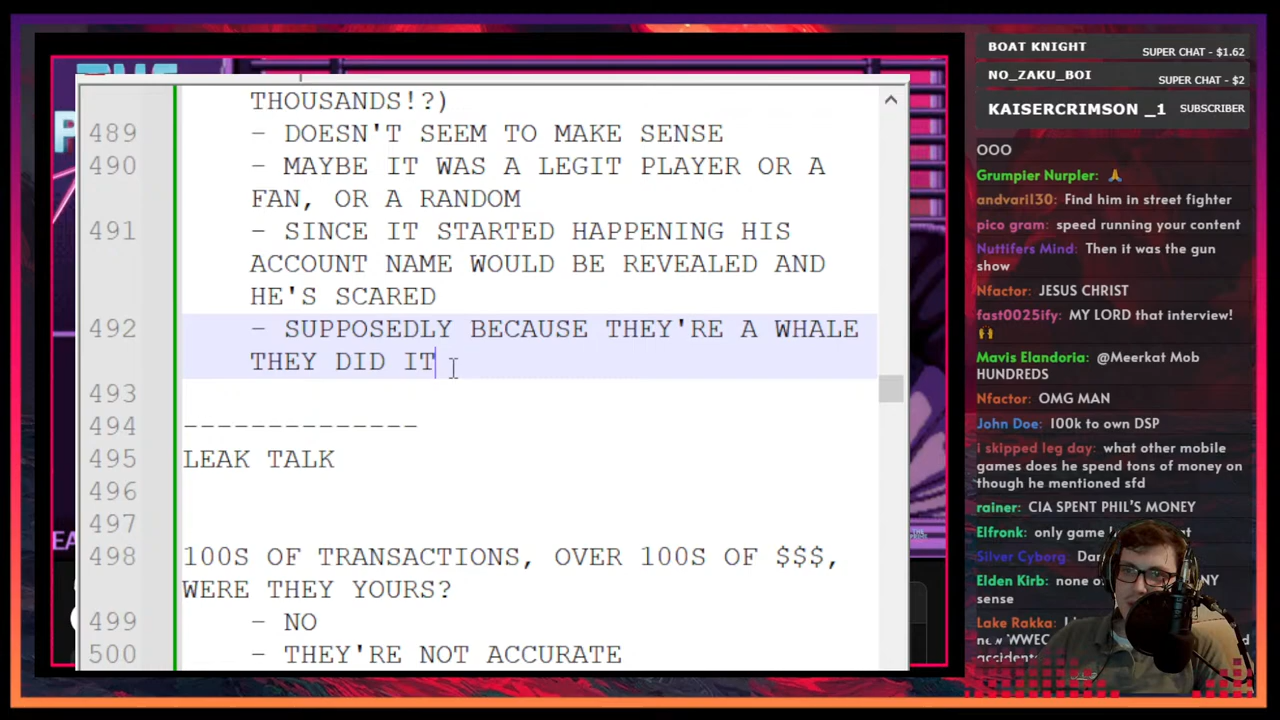 THOUSANDS!?)
489 - DOESN'T SEEM TO MAKE SENSE
490 - MAYBE IT WAS A LEGIT PLAYER OR A
FAN, OR A RANDOM
491 - SINCE IT STARTED HAPPENING HIS
ACCOUNT NAME WOULD BE REVEALED AND
HE'S SCARED
492 - SUPPOSEDLY BECAUSE THEY'RE A WHALE
THEY DID IT
493
494 --------------
495 LEAK TALK
496
497
498 100S OF TRANSACTIONS, OVER 100S OF $$$,
WERE THEY YOURS?
499 - NO
500 - THEY'RE NOT ACCURATE
BOAT KNIGHT SUPER CHAT - $1.62
NO_ZAKU_BOI SUPER CHAT - $2
KAISERCRIMSON _1 SUBSCRIBER
OOO
Grumpier Nurpler: 🙏
andvari130: Find him in street fighter
pico gram: speed running your content
Nuttifers Mind: Then it was the gun
show
Nfactor: JESUS CHRIST
fast0025ify: MY LORD that interview!
🙌
Mavis Elandoria: @Meerkat Mob
HUNDREDS
Nfactor: OMG MAN
John Doe: 100k to own DSP
i skipped leg day: what other mobile
games does he spend tons of money on
though he mentioned sfd
rainer: CIA SPENT PHIL'S MONEY
Elfronk: only game
Silver Cyborg:
Elden Kirb: none
sense
Lake Rakka:
new WWEC